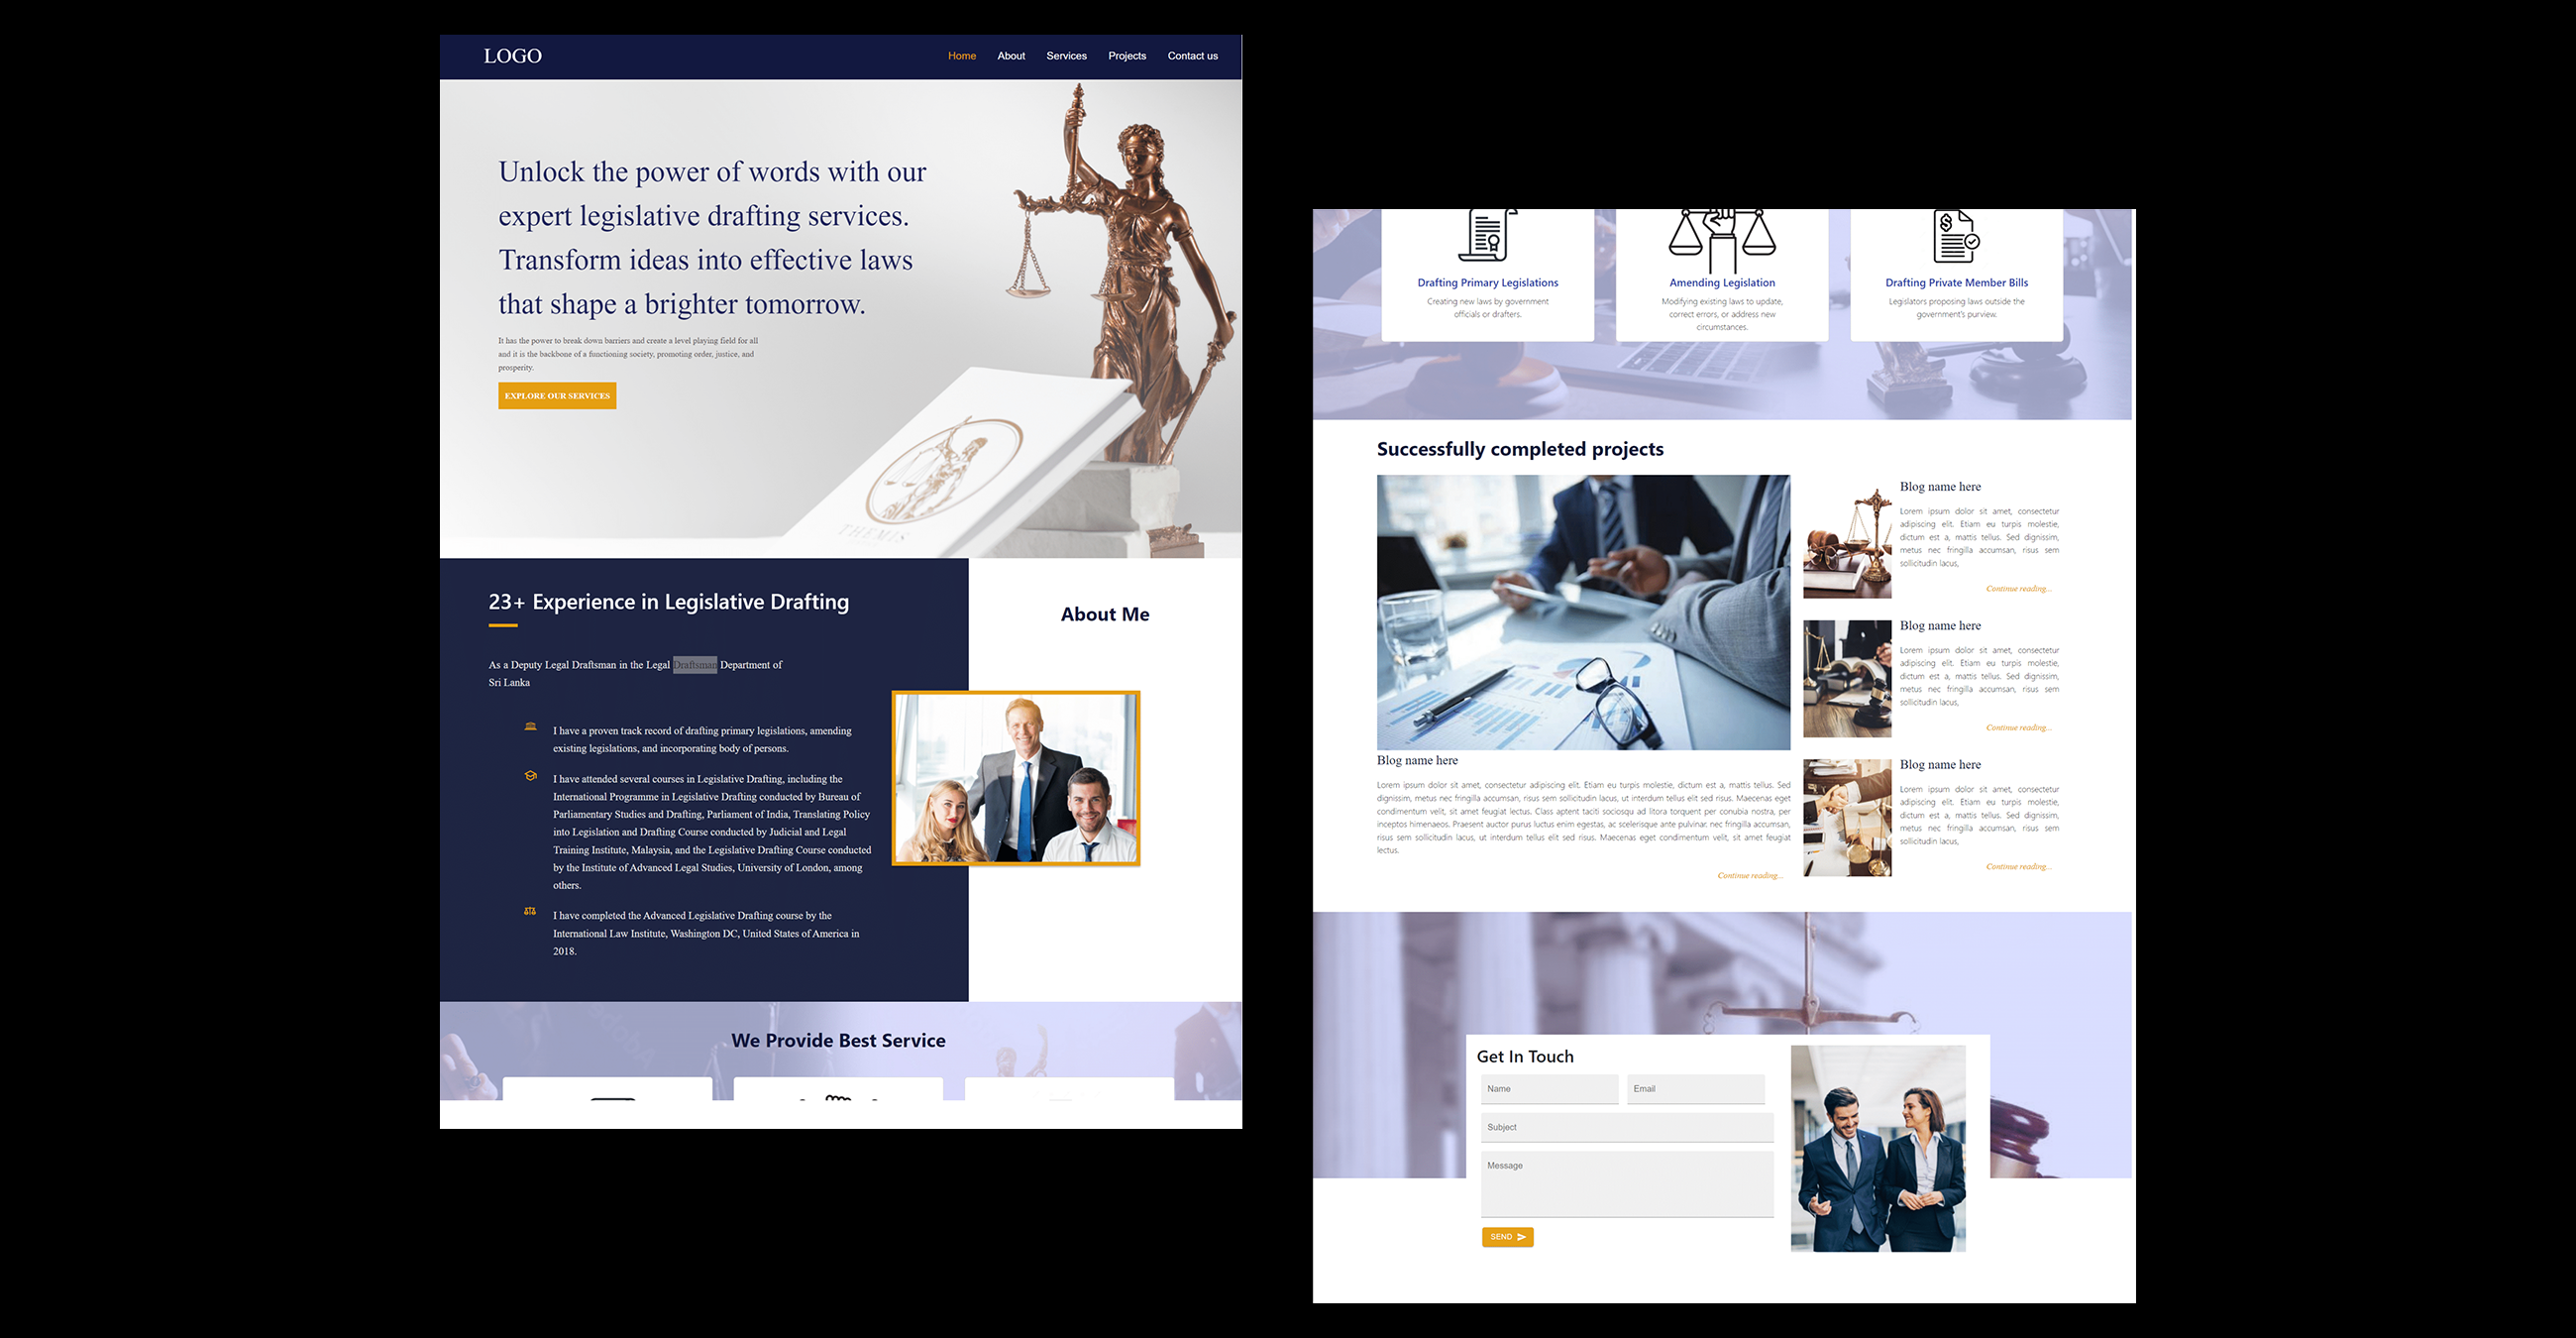 LOGO
Home About Services Projects Contact us
Unlock the power of words with our
expert legislative drafting services.
Transform ideas into effective laws
that shape a brighter tomorrow.
It has the power to break down barriers and create a level playing field for all
and it is the backbone of a functioning society, promoting order, justice, and
prosperity.
EXPLORE OUR SERVICES
THEMIS
23+ Experience in Legislative Drafting
As a Deputy Legal Draftsman in the Legal Draftsman Department of
Sri Lanka
I have a proven track record of drafting primary legislations, amending
existing legislations, and incorporating body of persons.
I have attended several courses in Legislative Drafting, including the
International Programme in Legislative Drafting conducted by Bureau of
Parliamentary Studies and Drafting, Parliament of India, Translating Policy
into Legislation and Drafting Course conducted by Judicial and Legal
Training Institute, Malaysia, and the Legislative Drafting Course conducted
by the Institute of Advanced Legal Studies, University of London, among
others.
I have completed the Advanced Legislative Drafting course by the
International Law Institute, Washington DC, United States of America in
2018.
About Me
We Provide Best Service
Drafting Primary Legislations
Creating new laws by government
officials or drafters.
Amending Legislation
Modifying existing laws to update,
correct errors, or address new
circumstances.
Drafting Private Member Bills
Legislators proposing laws outside the
government's purview.
Successfully completed projects
Blog name here
Lorem ipsum dolor sit amet, consectetur adipiscing elit. Etiam eu turpis molestie, dictum est a, mattis tellus. Sed
dignissim, metus nec fringilla accumsan, risus sem sollicitudin lacus, ut interdum tellus elit sed risus. Maecenas eget
condimentum velit, sit amet feugiat lectus. Class aptent taciti sociosqu ad litora torquent per conubia nostra, per
inceptos himenaeos. Praesent auctor purus luctus enim egestas, ac scelerisque ante pulvinar. nec fringilla accumsan,
risus sem sollicitudin lacus, ut interdum tellus elit sed risus. Maecenas eget condimentum velit, sit amet feugiat
lectus.
Continue reading...
Blog name here
Lorem ipsum dolor sit amet, consectetur
adipiscing elit. Etiam eu turpis molestie,
dictum est a, mattis tellus. Sed dignissim,
metus nec fringilla accumsan, risus sem
sollicitudin lacus,
Continue reading...
Blog name here
Lorem ipsum dolor sit amet, consectetur
adipiscing elit. Etiam eu turpis molestie,
dictum est a, mattis tellus. Sed dignissim,
metus nec fringilla accumsan, risus sem
sollicitudin lacus,
Continue reading...
Blog name here
Lorem ipsum dolor sit amet, consectetur
adipiscing elit. Etiam eu turpis molestie,
dictum est a, mattis tellus. Sed dignissim,
metus nec fringilla accumsan, risus sem
sollicitudin lacus,
Continue reading...
Get In Touch
Name Email
Subject
Message
SEND